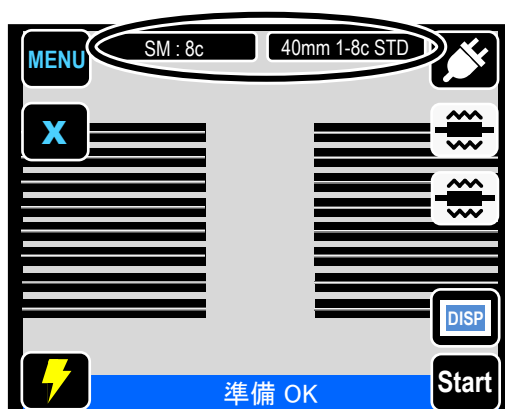 MENU
SM : 8c
40mm 1-8c STD
X
DISP
準備 OK
Start